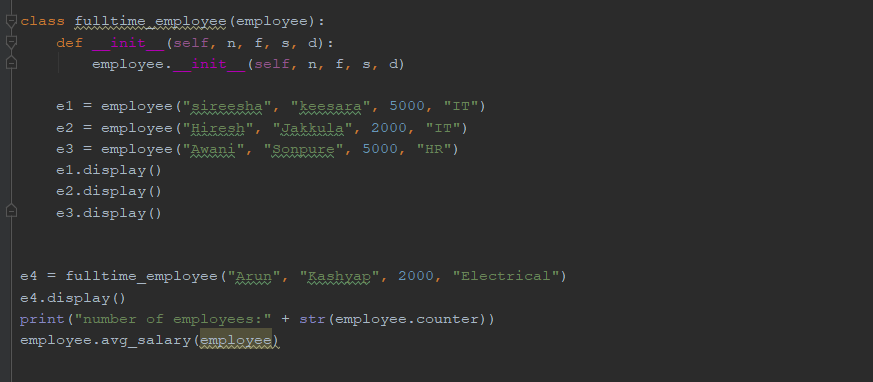 class fulltime_employee(employee):
    def __init__(self, n, f, s, d):
        employee.__init__(self, n, f, s, d)
    e1 = employee("sireesha", "keesara", 5000, "IT")
    e2 = employee("Hiresh", "Jakkula", 2000, "IT")
    e3 = employee("Awani", "Sonpure", 5000, "HR")
    e1.display()
    e2.display()
    e3.display()
e4 = fulltime_employee("Arun", "Kashyap", 2000, "Electrical")
e4.display()
print("number of employees:" + str(employee.counter))
employee.avg_salary(employee)